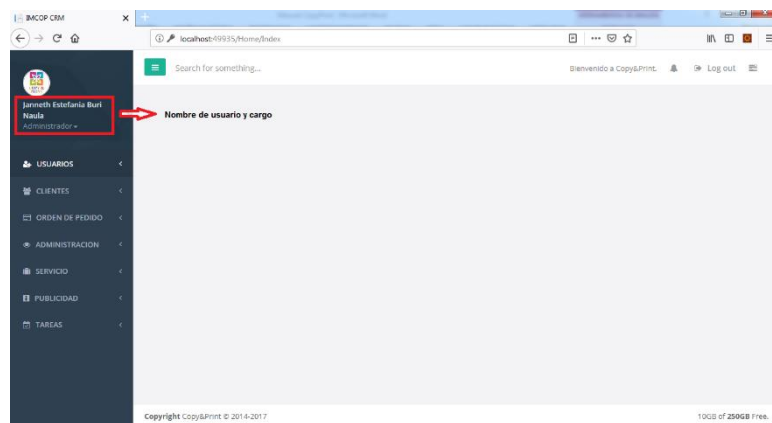 IMCOP CRM
localhost:49935/Home/Index
Search for something...
Bienvenido a Copy&Print.
Log out
Janneth Estefania Buri
Naula
Administrador
Nombre de usuario y cargo
USUARIOS
CLIENTES
ORDEN DE PEDIDO
ADMINISTRACION
SERVICIO
PUBLICIDAD
TAREAS
Copyright Copy&Print © 2014-2017
10GB of 250GB Free.